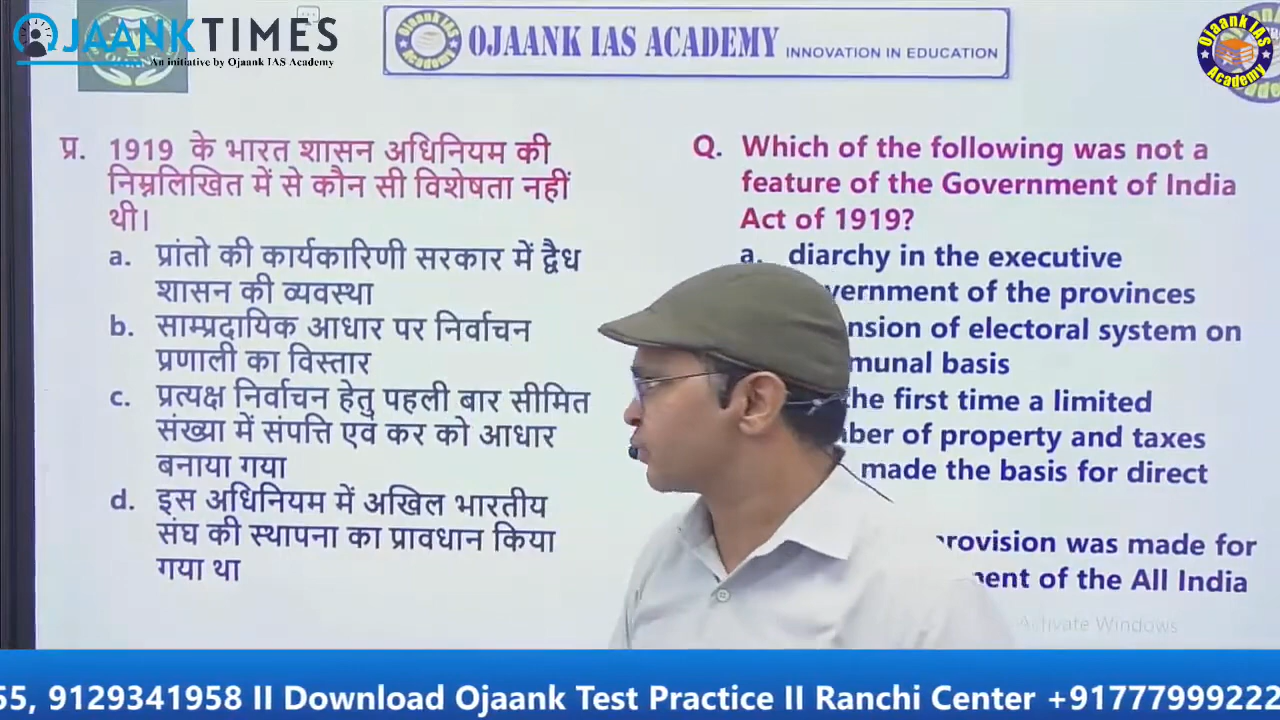 OJAANKTIMES
An initiative by Ojaank IAS Academy
OJAANK IAS ACADEMY INNOVATION IN EDUCATION
Ojaank IAS
Academy
प्र. 1919 के भारत शासन अधिनियम की
निम्नलिखित में से कौन सी विशेषता नहीं
थी।
a. प्रांतो की कार्यकारिणी सरकार में द्वैध
शासन की व्यवस्था
b. साम्प्रदायिक आधार पर निर्वाचन
प्रणाली का विस्तार
c. प्रत्यक्ष निर्वाचन हेतु पहली बार सीमित
संख्या में संपत्ति एवं कर को आधार
बनाया गया
d. इस अधिनियम में अखिल भारतीय
संघ की स्थापना का प्रावधान किया
गया था
Q. Which of the following was not a
feature of the Government of India
Act of 1919?
a. diarchy in the executive
vernment of the provinces
nsion of electoral system on
munal basis
he first time a limited
ber of property and taxes
made the basis for direct
provision was made for
ent of the All India
Activate Windows
55, 9129341958 II Download Ojaank Test Practice II Ranchi Center +91777999222